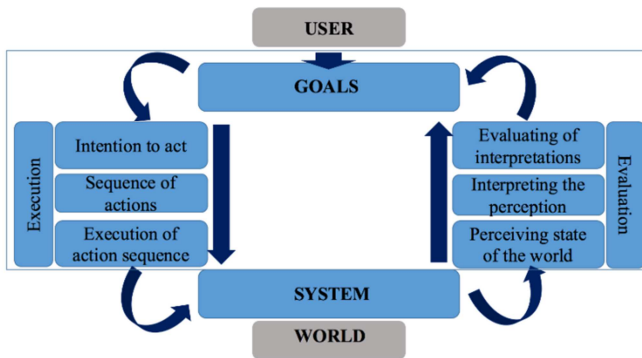 USER
GOALS
Execution
Intention to act
Sequence of
actions
Execution of
action sequence
Evaluating of
interpretations
Interpreting the
perception
Perceiving state
of the world
Evaluation
SYSTEM
WORLD